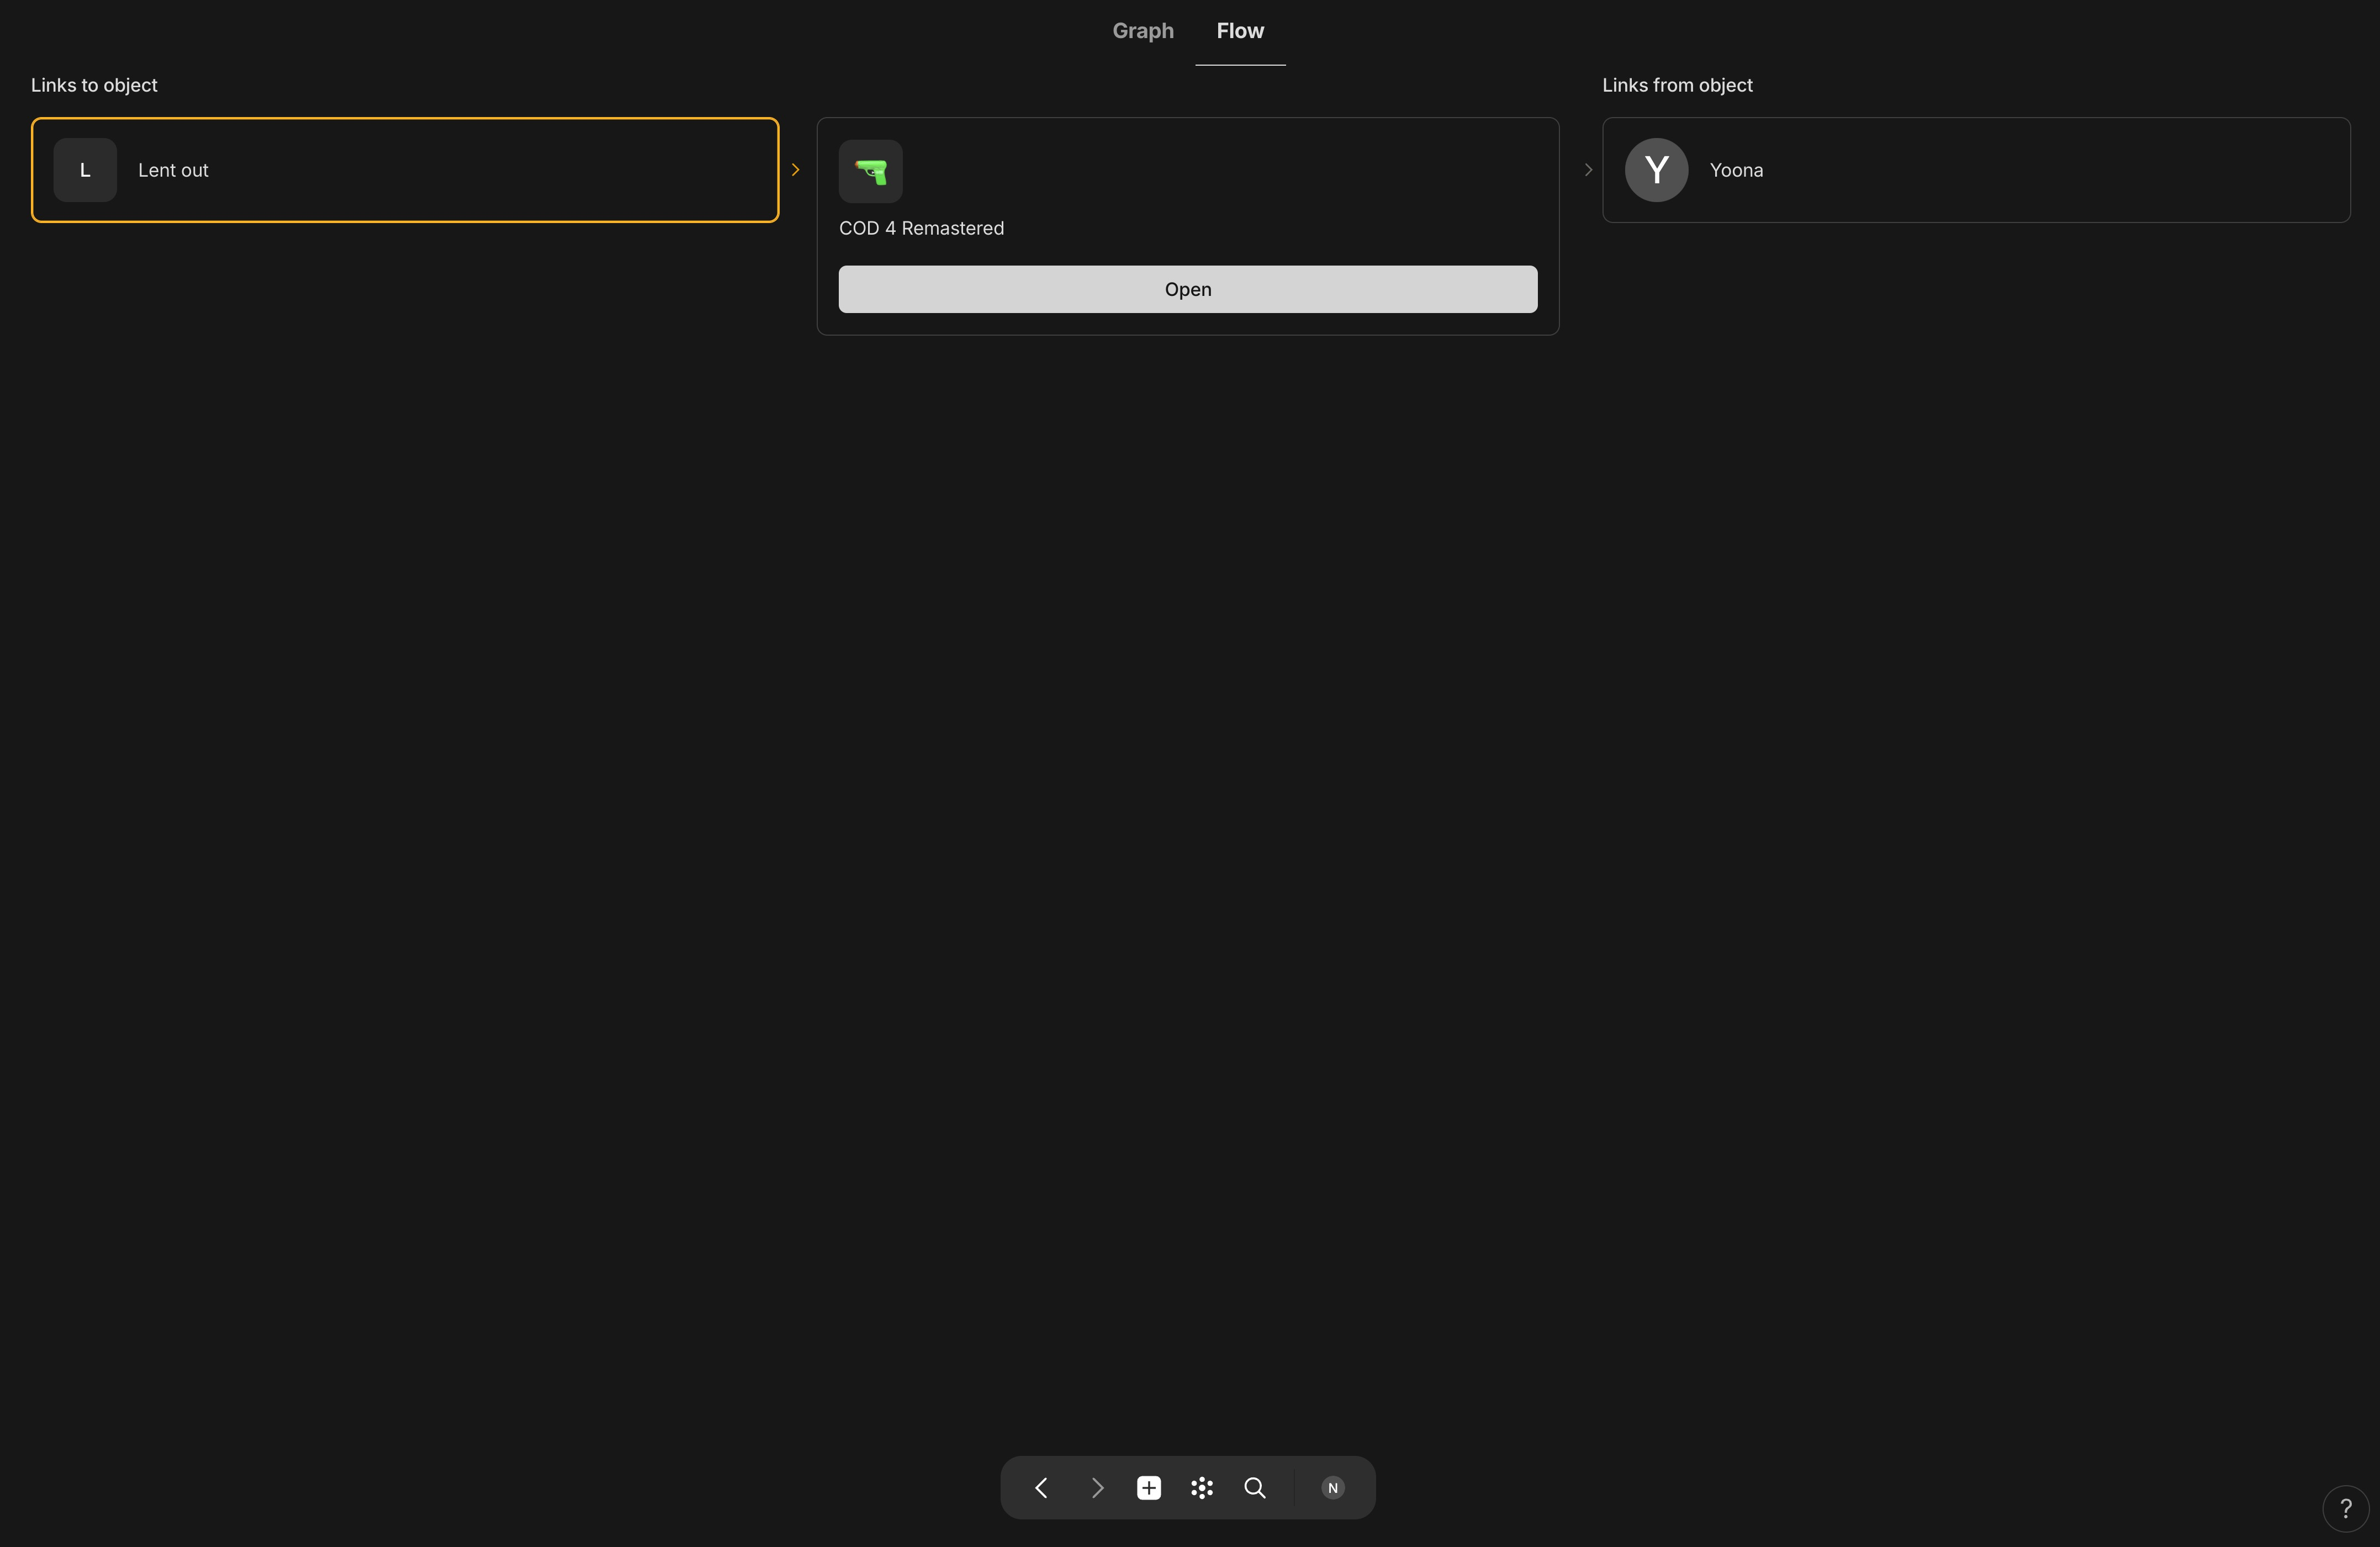 Graph
Flow
Links to object
Links from object
L
Lent out
COD 4 Remastered
Open
Y
Yoona
N
?